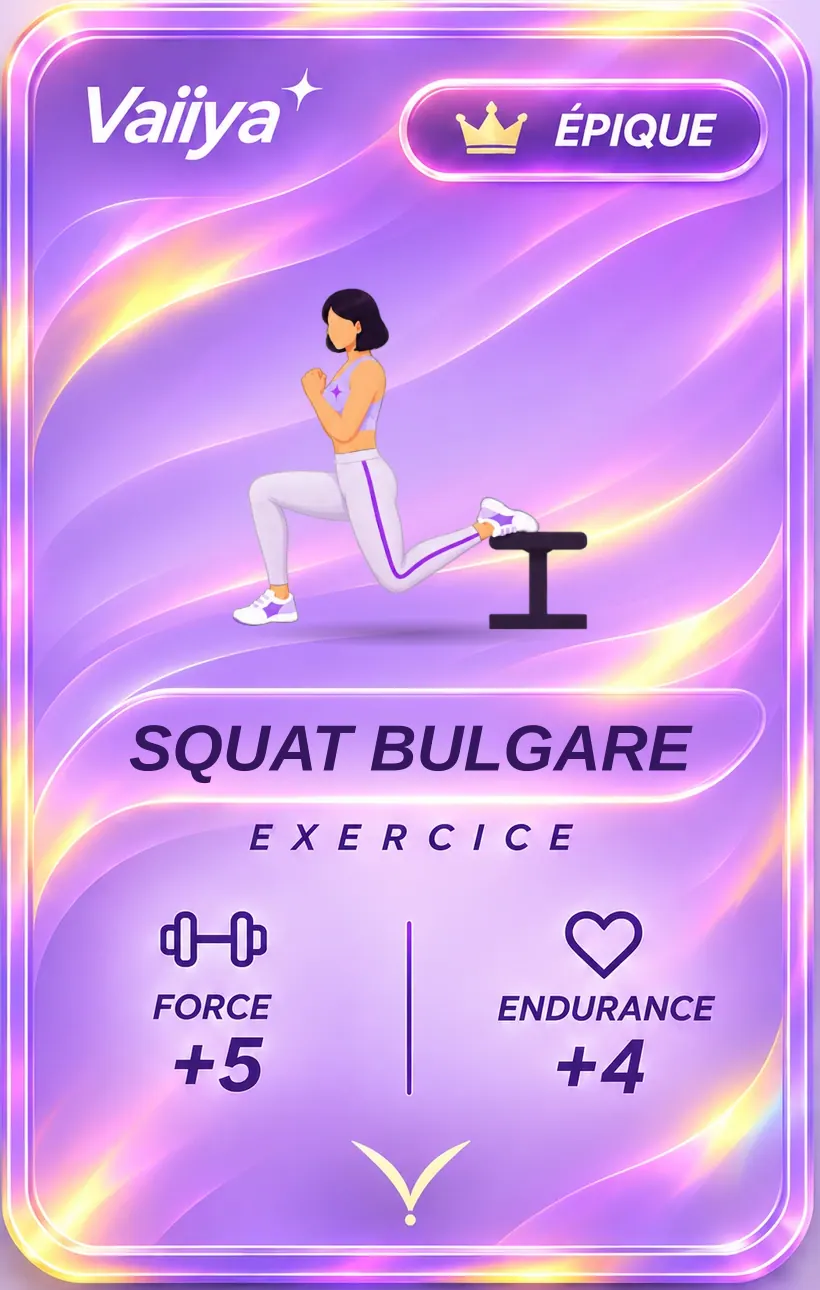 Vaiiya
ÉPIQUE
SQUAT BULGARE
EXERCICE
FORCE
+5
ENDURANCE
+4